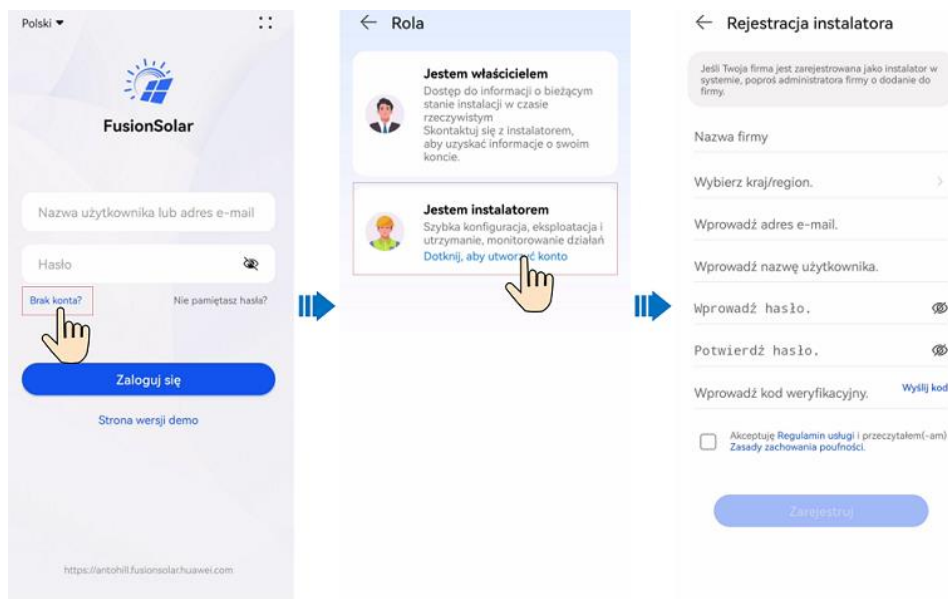 Polski
FusionSolar
Nazwa użytkownika lub adres e-mail
Hasło
Brak konta?
Nie pamiętasz hasła?
Zaloguj się
Strona wersji demo
https://antohill.fusionsolar.huawei.com
Rola
Jestem właścicielem
Dostęp do informacji o bieżącym
stanie instalacji w czasie
rzeczywistym
Skontaktuj się z instalatorem,
aby uzyskać informacje o swoim
koncie.
Jestem instalatorem
Szybka konfiguracja, eksploatacja i
utrzymanie, monitorowanie działań
Dotknij, aby utworzyć konto
Rejestracja instalatora
Jeśli Twoja firma jest zarejestrowana jako instalator w
systemie, poproś administratora firmy o dodanie do
firmy.
Nazwa firmy
Wybierz kraj/region.
Wprowadź adres e-mail.
Wprowadź nazwę użytkownika.
Wprowadź hasło.
Potwierdź hasło.
Wprowadź kod weryfikacyjny.
Wyślij kod
Akceptuję Regulamin usługi i przeczytałem(-am)
Zasady zachowania poufności.
Zarejestruj